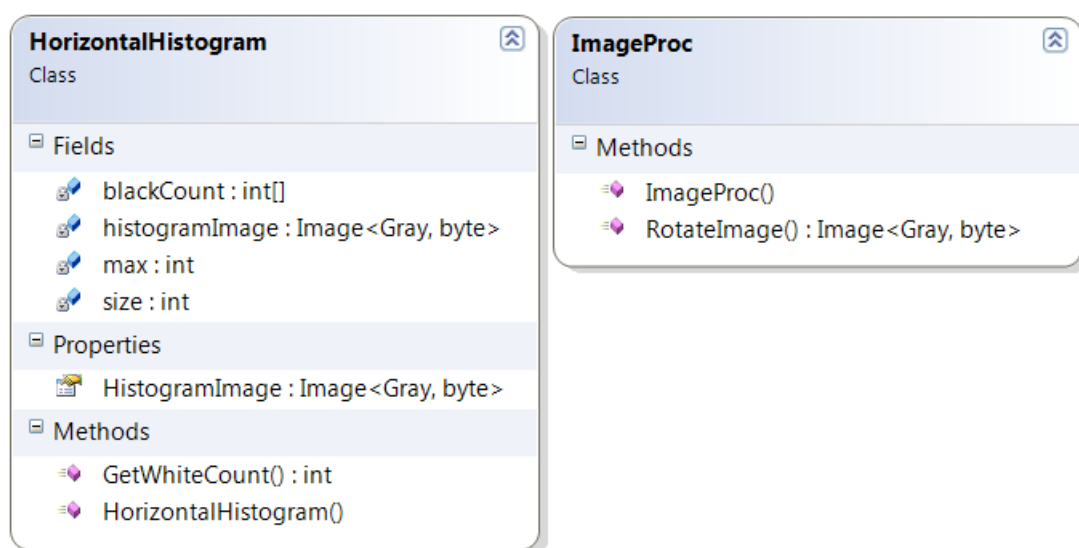 HorizontalHistogram
Class
Fields
blackCount : int[]
histogramImage : Image<Gray, byte>
max : int
size : int
Properties
HistogramImage : Image<Gray, byte>
Methods
GetWhiteCount() : int
HorizontalHistogram()
ImageProc
Class
Methods
ImageProc()
RotateImage() : Image<Gray, byte>